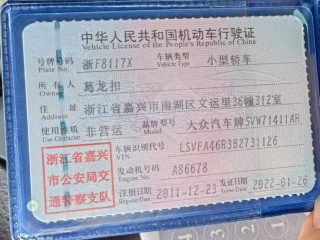 中华人民共和国机动车行驶证
Vehicle License of the People's Republic of China
号牌号码 浙F8117X 车辆类型 小型轿车
Plate No. Vehicle Type
所有人 葛龙扣
Owner
住址 浙江省嘉兴市南湖区文运里36幢312室
Address
使用性质 非营运 品牌型号 大众汽车牌SVW71411AR
Use Character Model
浙江省嘉 车辆识别代号 LSVFA46R3B2731126
VIN
兴市公安局交 发动机号码 A86678
Engine No.
通警察支队 注册日期 2011-12-23 发证日期 2022-01-26
Register Date Issue Date